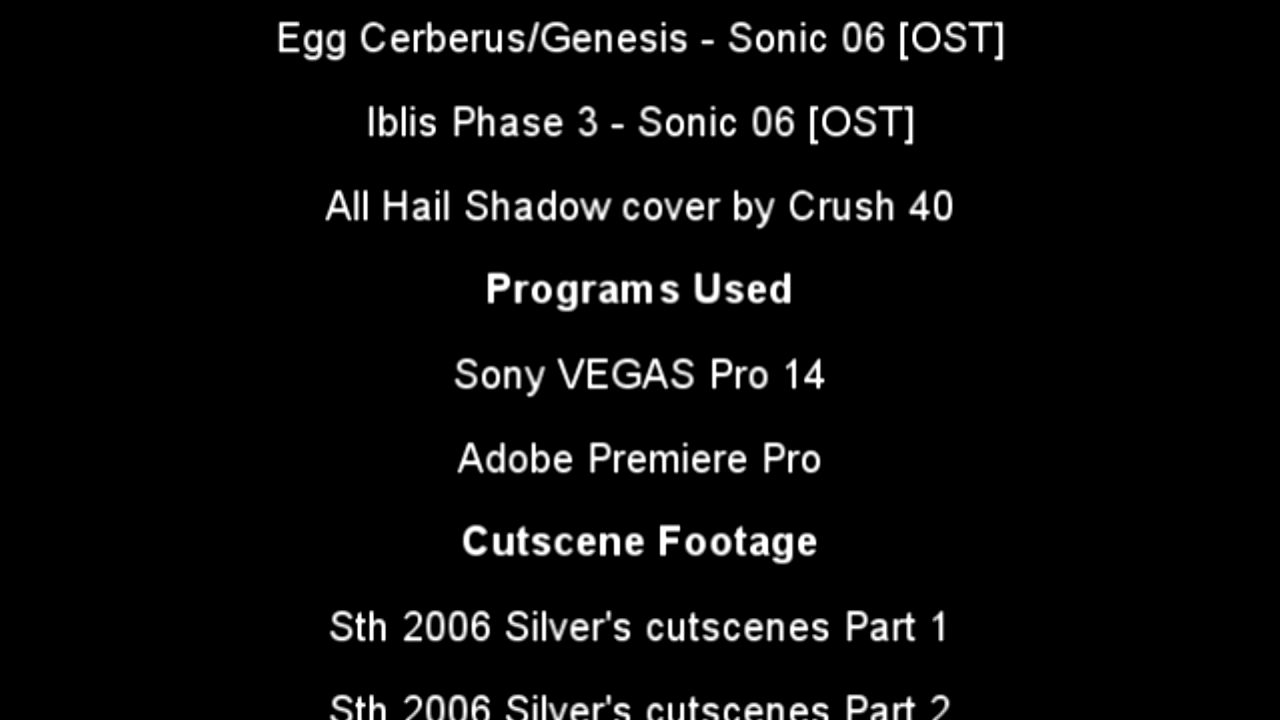 Egg Cerberus/Genesis - Sonic 06 [OST]
Iblis Phase 3 - Sonic 06 [OST]
All Hail Shadow cover by Crush 40
Programs Used
Sony VEGAS Pro 14
Adobe Premiere Pro
Cutscene Footage
Sth 2006 Silver's cutscenes Part 1
Sth 2006 Silver's cutscenes Part 2